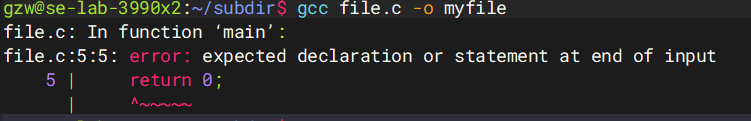 gzw@se-lab-3990x2:~/subdir$ gcc file.c -o myfile
file.c: In function ‘main’:
file.c:5:5: error: expected declaration or statement at end of input
    5 |     return 0;
      |     ^~~~~~